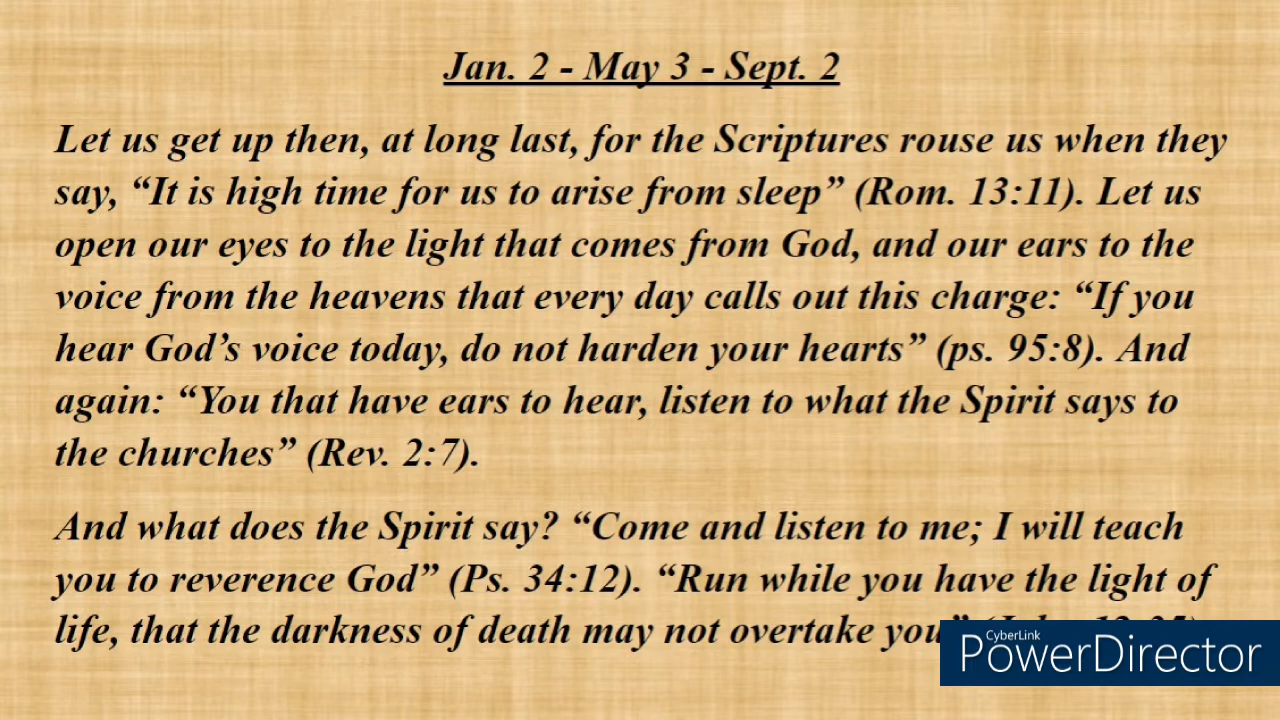 Jan. 2 - May 3 - Sept. 2
Let us get up then, at long last, for the Scriptures rouse us when they
say, “It is high time for us to arise from sleep” (Rom. 13:11). Let us
open our eyes to the light that comes from God, and our ears to the
voice from the heavens that every day calls out this charge: “If you
hear God’s voice today, do not harden your hearts” (ps. 95:8). And
again: “You that have ears to hear, listen to what the Spirit says to
the churches” (Rev. 2:7).
And what does the Spirit say? “Come and listen to me; I will teach
you to reverence God” (Ps. 34:12). “Run while you have the light of
life, that the darkness of death may not overtake you”
CyberLink
PowerDirector